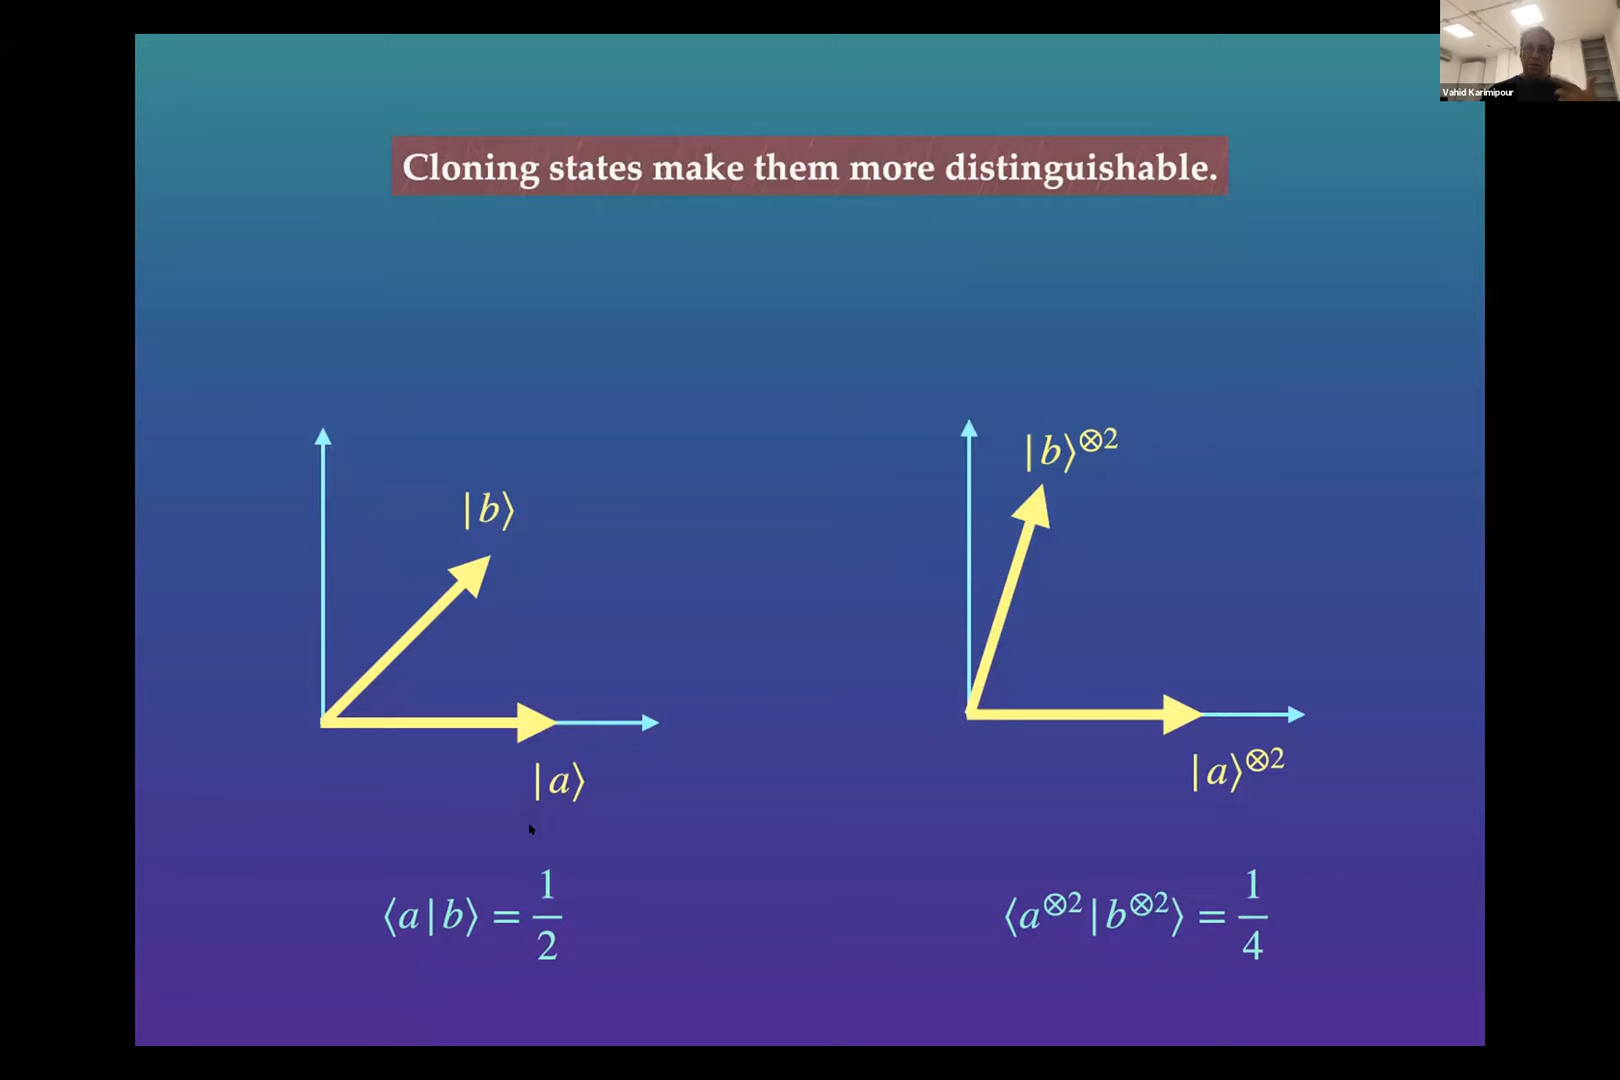 Vahid Karimipour
Cloning states make them more distinguishable.
|b⟩
|a⟩
⟨a|b⟩ = 1/2
|b⟩⊗2
|a⟩⊗2
⟨a⊗2|b⊗2⟩ = 1/4